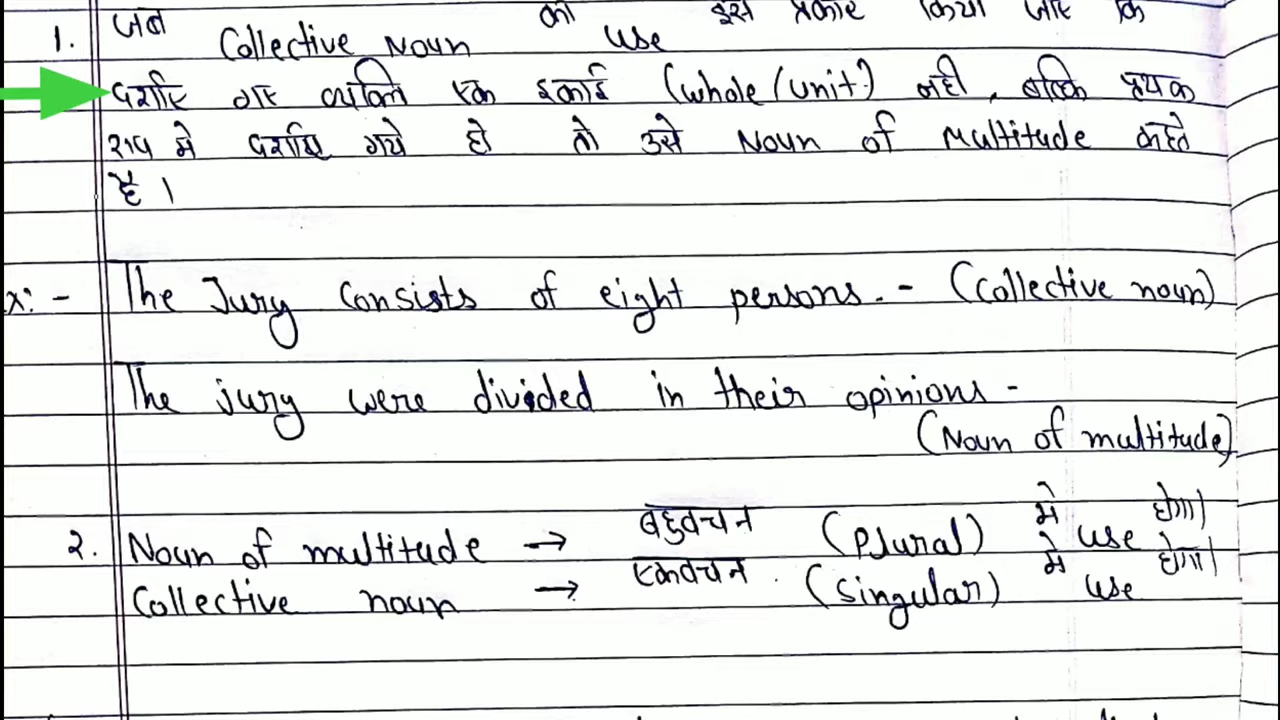 1. जब Collective Noun को use इस प्रकार किया जाए कि
दर्शाए गए व्यक्ति एक इकाई (whole/unit) नही, बल्कि प्रथक
रूप मे दर्शाये गये हो तो उसे Noun of Multitude कहते
है ।
x: - The Jury Consists of eight persons. - (Collective noun)
The jury were divided in their opinions -
(Noun of multitude)
2. Noun of multitude → बहुवचन (Plural) मे use होगा।
Collective noun → एकवचन. (Singular) मे use होगा।